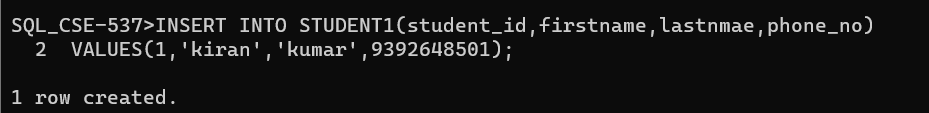 SQL_CSE-537>INSERT INTO STUDENT1(student_id,firstname,lastnmae,phone_no)
2 VALUES(1,'kiran','kumar',9392648501);
1 row created.